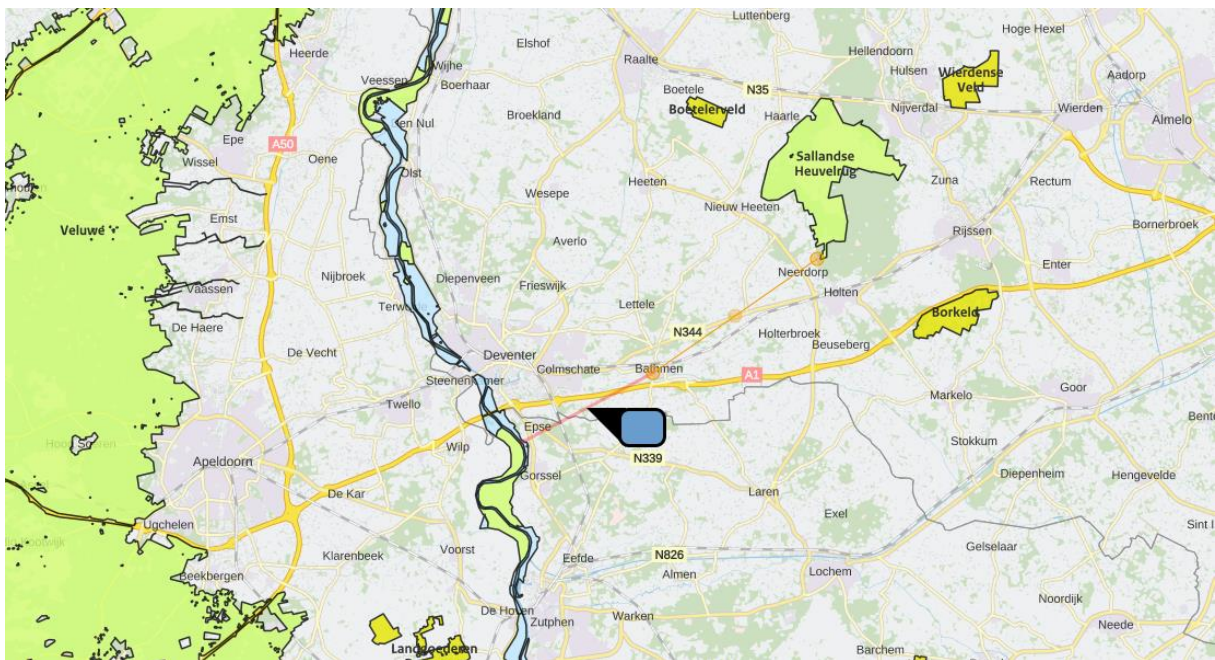 Luttenberg
Hoge Hexel
Elshof
Heerde
Hellendoorn
Raalte
Wijhe
Hulsen
Wierdense
Veld
Aadorp
Veessen
Boerhaar
Boetele
N35
Boetelerveld
Nijverdal
Wierden
Broekland
Haarle
Almelo
Epe
A50
Wissel
Oene
Sallandse
Heuvelrug
Olst
Heeten
Zuna
Rectum
Wesepe
Nieuw Heeten
Emst
Veluwe
Bornerbroek
Rijssen
Averlo
Nijbroek
Diepenveen
Neerdorp
Enter
Vaassen
Frieswijk
Holten
Lettele
De Haere
N344
Holterbroek
Borkeld
Beuseberg
De Vecht
Deventer
Colmschate
Bathmen
A1
Goor
Markelo
Twello
Epse
Wilp
Stokkum
Apeldoorn
N339
Gorssel
Diepenheim
Hengevelde
De Kar
Laren
Exel
Ugchelen
Klarenbeek
Voorst
Eefde
N826
Gelselaar
Beekbergen
Almen
Lochem
Noordijk
De Hoven
Warken
Zutphen
Neede
Landgoederen
Barchem